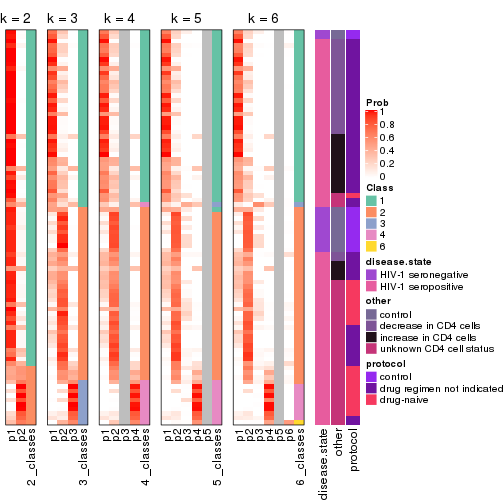 k = 2
k = 3
k = 4
k = 5
k = 6
p1
p2
2_classes
p1
p2
p3
3_classes
p1
p2
p3
p4
4_classes
p1
p2
p3
p4
p5
5_classes
p1
p2
p3
p4
p5
p6
6_classes
disease.state
other
protocol
Prob
1
0.8
0.6
0.4
0.2
0
Class
1
2
3
4
6
disease.state
HIV-1 seronegative
HIV-1 seropositive
other
control
decrease in CD4 cells
increase in CD4 cells
unknown CD4 cell status
protocol
control
drug regimen not indicated
drug-naive